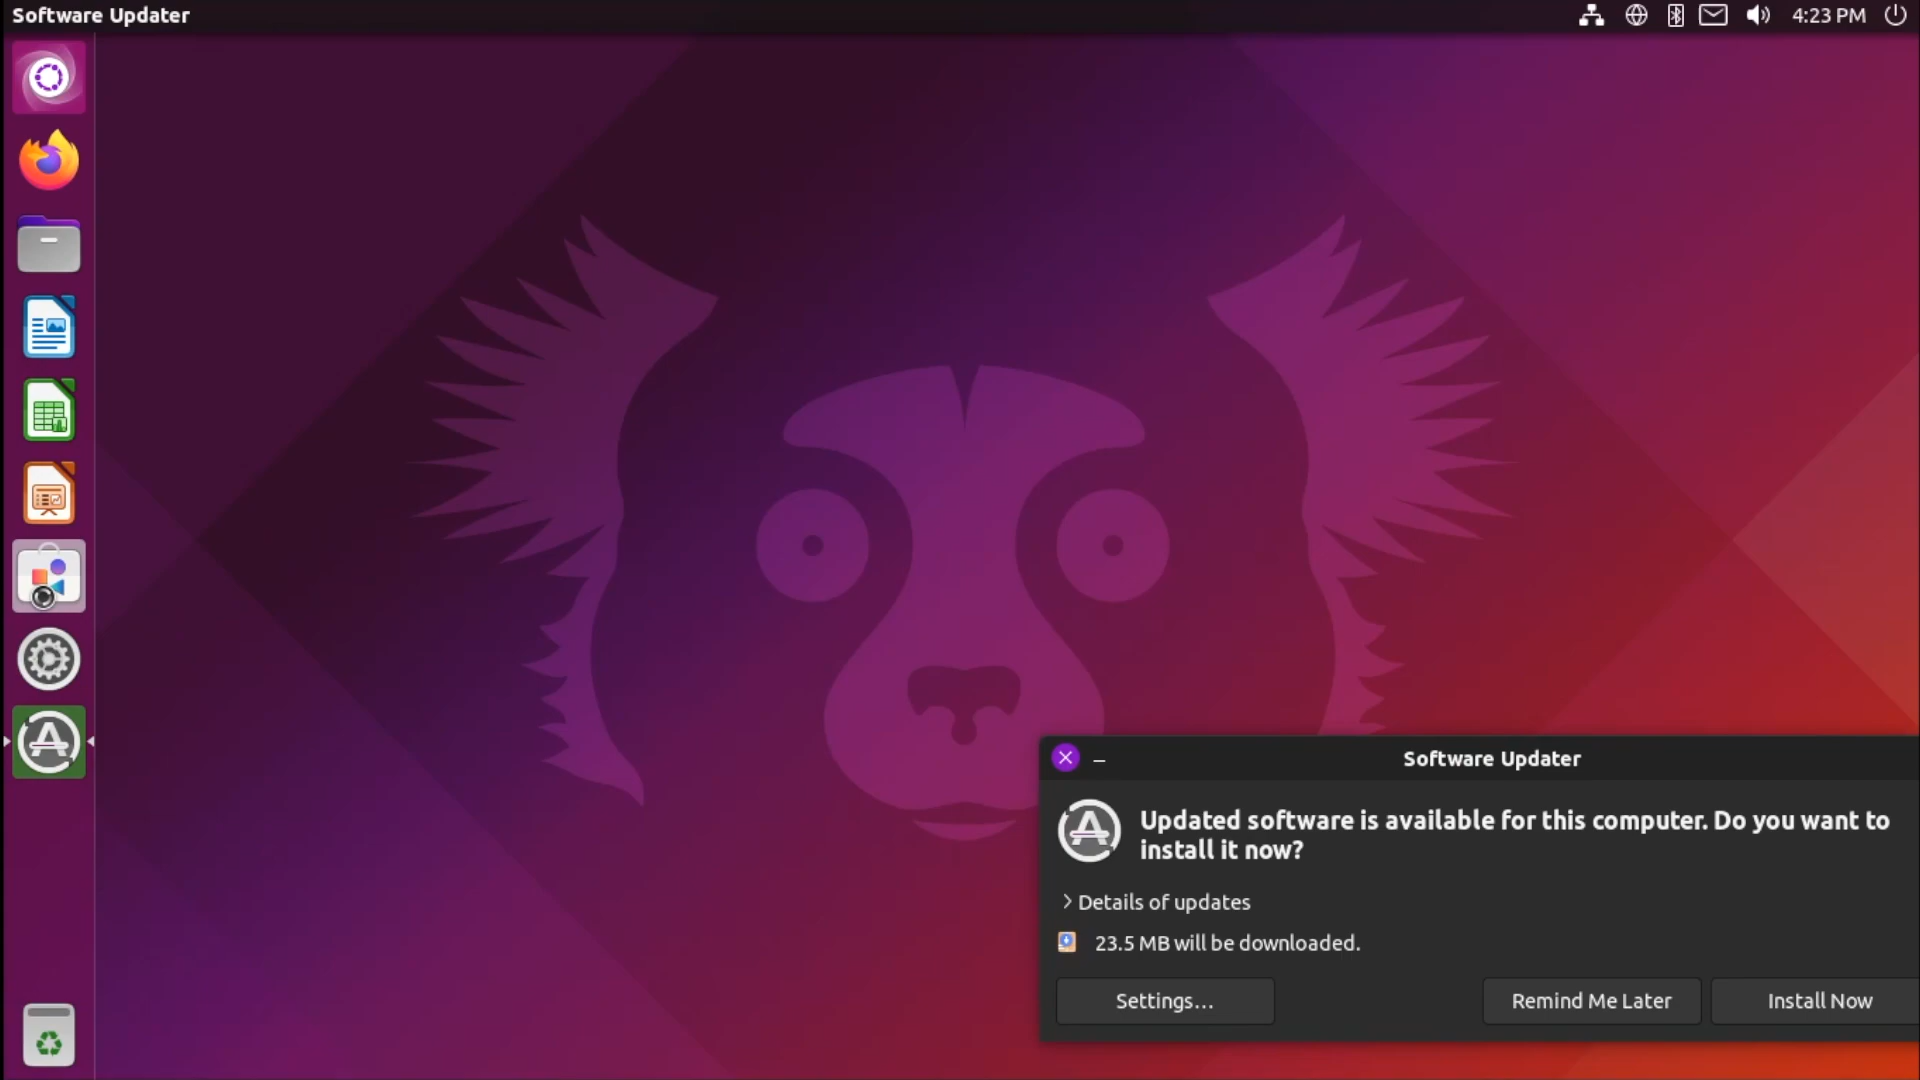 Software Updater
4:23 PM
Software Updater
Updated software is available for this computer. Do you want to
install it now?
Details of updates
23.5 MB will be downloaded.
Settings...
Remind Me Later
Install Now